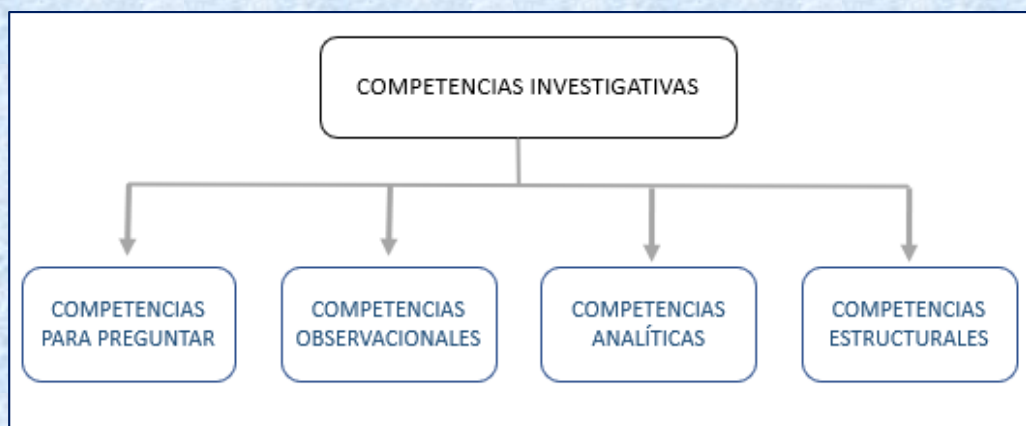 COMPETENCIAS INVESTIGATIVAS
COMPETENCIAS
PARA PREGUNTAR
COMPETENCIAS
OBSERVACIONALES
COMPETENCIAS
ANALÍTICAS
COMPETENCIAS
ESTRUCTURALES